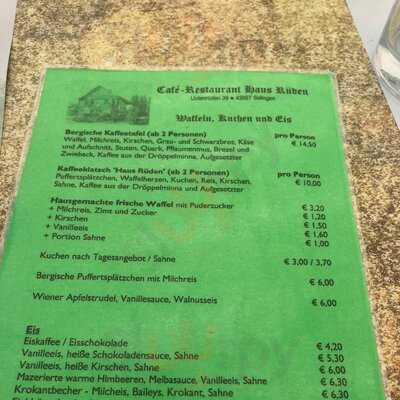 Café-Restaurant Haus Rüden
Waffeln, Kuchen und Eis
Bergische Kaffeetafel (ab 2 Personen) pro Person
Waffel, Milchreis, Kirschen, Grau- und Schwarzbrot, Käse € 14,50
und Aufschnitt, Stuten, Quark, Pflaumenmus, Brezel und
Zwieback, Kaffee aus der Dröppelminna, Aufgesetzter
Kaffeeklatsch "Haus Rüden" (ab 2 Personen) pro Person
Puffertsplätzchen, Waffelherzen, Kuchen, Reis, Kirschen, € 10,00
Sahne, Kaffee aus der Dröppelminna und Aufgesetzter
Hausgemachte frische Waffel mit Puderzucker € 3,20
+ Milchreis, Zimt und Zucker € 1,20
+ Kirschen € 1,50
+ Vanilleeis € 1,60
+ Portion Sahne € 1,00
Kuchen nach Tagesangebot / Sahne € 3,00 / 3,70
Bergische Puffertsplätzchen mit Milchreis € 6,00
Wiener Apfelstrudel, Vanillesauce, Walnusseis € 6,00
Eis
Eiskaffee / Eisschokolade € 4,20
Vanilleeis, heiße Schokoladensauce, Sahne € 5,30
Vanilleeis, heiße Kirschen, Sahne € 6,00
Mazerierte warme Himbeeren, Melbasauce, Vanilleeis, Sahne € 6,30
Krokantbecher - Milcheis, Baileys, Krokant, Sahne € 6,30